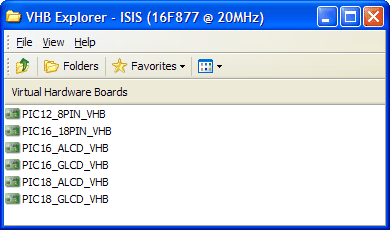 VHB Explorer - ISIS (16F877 @ 20MHz)
File View Help
Folders Favorites
Virtual Hardware Boards
PIC12_8PIN_VHB
PIC16_18PIN_VHB
PIC16_ALCD_VHB
PIC16_GLCD_VHB
PIC18_ALCD_VHB
PIC18_GLCD_VHB